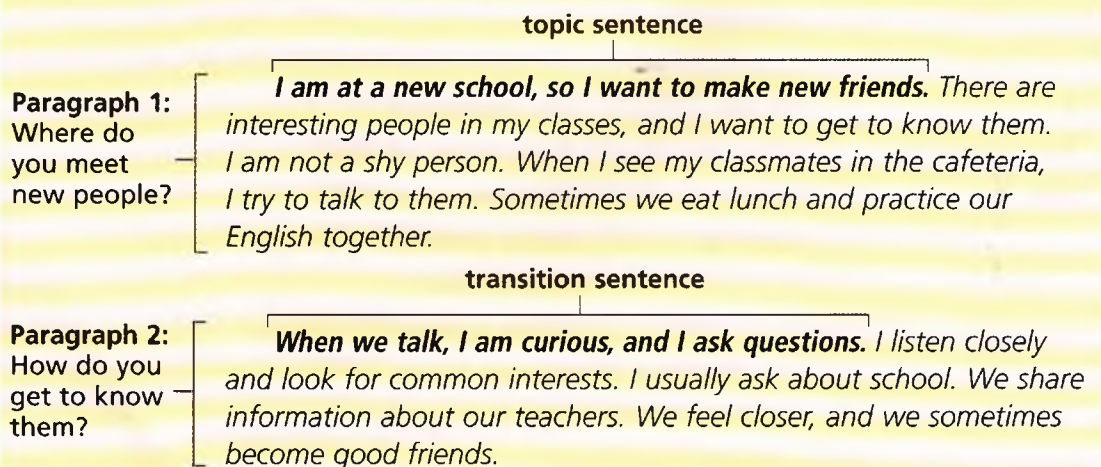 topic sentence
Paragraph 1:
Where do
you meet
new people?
I am at a new school, so I want to make new friends. There are
interesting people in my classes, and I want to get to know them.
I am not a shy person. When I see my classmates in the cafeteria,
I try to talk to them. Sometimes we eat lunch and practice our
English together.
transition sentence
Paragraph 2:
How do you
get to know
them?
When we talk, I am curious, and I ask questions. I listen closely
and look for common interests. I usually ask about school. We share
information about our teachers. We feel closer, and we sometimes
become good friends.